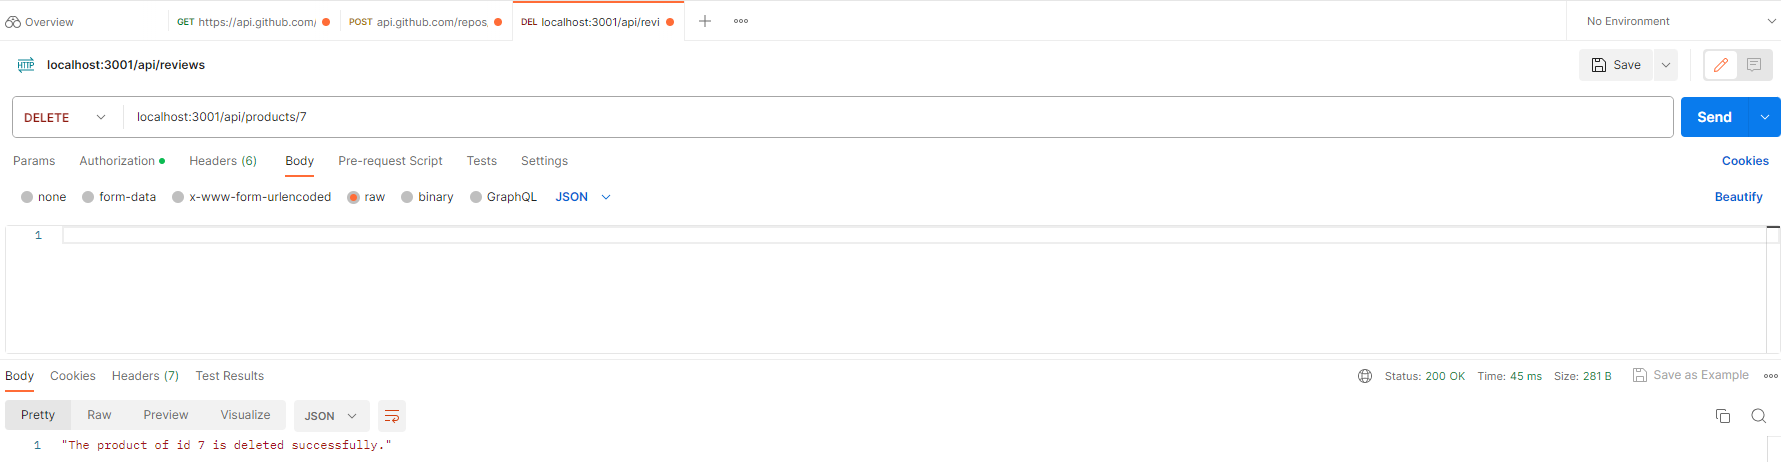 Overview GET https://api.github.com/ POST api.github.com/repos, DEL localhost:3001/api/revi No Environment
HTTP localhost:3001/api/reviews Save
DELETE localhost:3001/api/products/7 Send
Params Authorization Headers (6) Body Pre-request Script Tests Settings Cookies
none form-data x-www-form-urlencoded raw binary GraphQL JSON Beautify
1
Body Cookies Headers (7) Test Results Status: 200 OK Time: 45 ms Size: 281 B Save as Example
Pretty Raw Preview Visualize JSON
1 "The product of id 7 is deleted successfully."